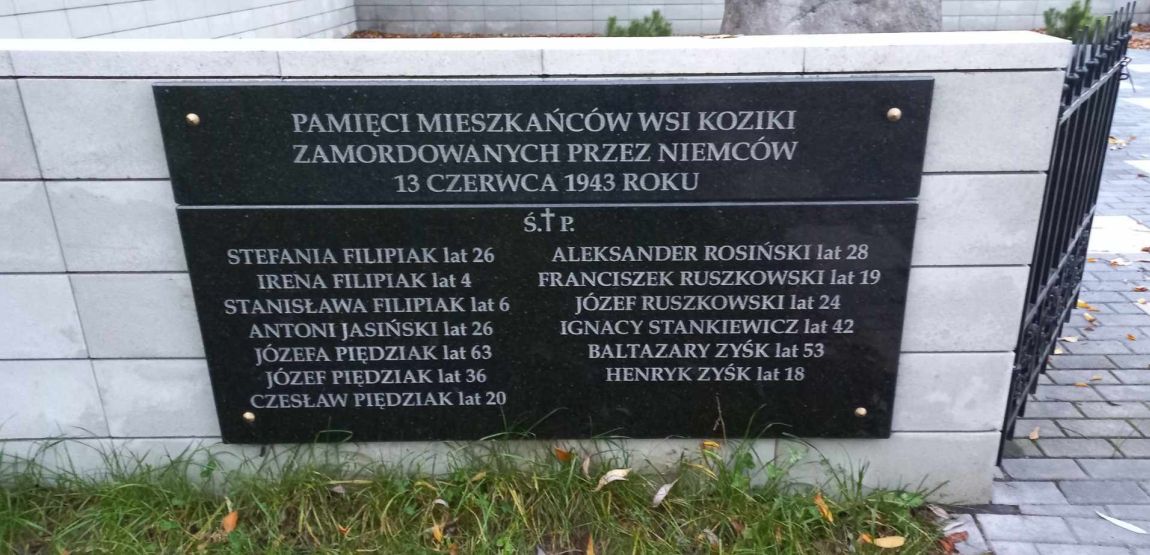 PAMIĘCI MIESZKAŃCÓW WSI KOZIKI
ZAMORDOWANYCH PRZEZ NIEMCÓW
13 CZERWCA 1943 ROKU
Ś.†P.
STEFANIA FILIPIAK lat 26
IRENA FILIPIAK lat 4
STANISŁAWA FILIPIAK lat 6
ANTONI JASIŃSKI lat 26
JÓZEFA PIĘDZIAK lat 63
JÓZEF PIĘDZIAK lat 36
CZESŁAW PIĘDZIAK lat 20
ALEKSANDER ROSIŃSKI lat 28
FRANCISZEK RUSZKOWSKI lat 19
JÓZEF RUSZKOWSKI lat 24
IGNACY STANKIEWICZ lat 42
BALTAZARY ZYŚK lat 53
HENRYK ZYŚK lat 18